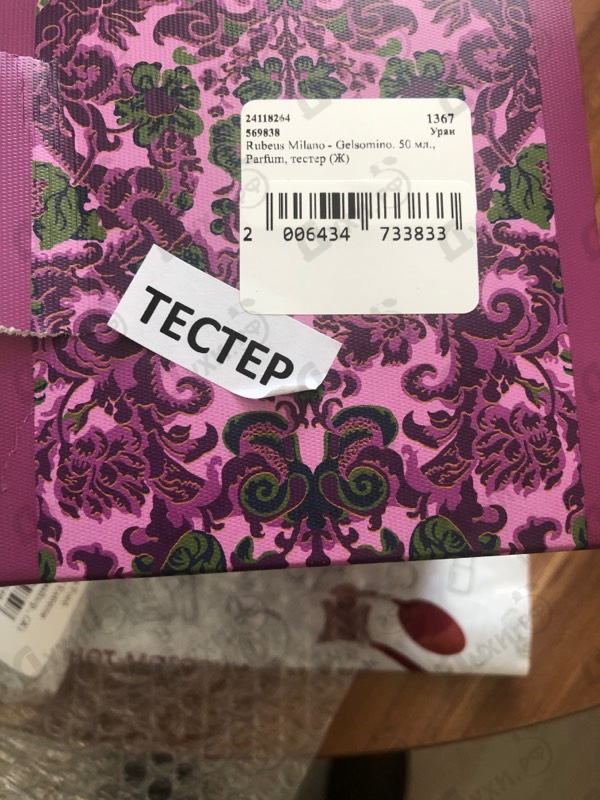 24118264 1367
569838 Уран
Rubeus Milano - Gelsomino. 50 мл.,
Parfum, тестер (Ж)
2 006434 733833
ТЕСТЕР